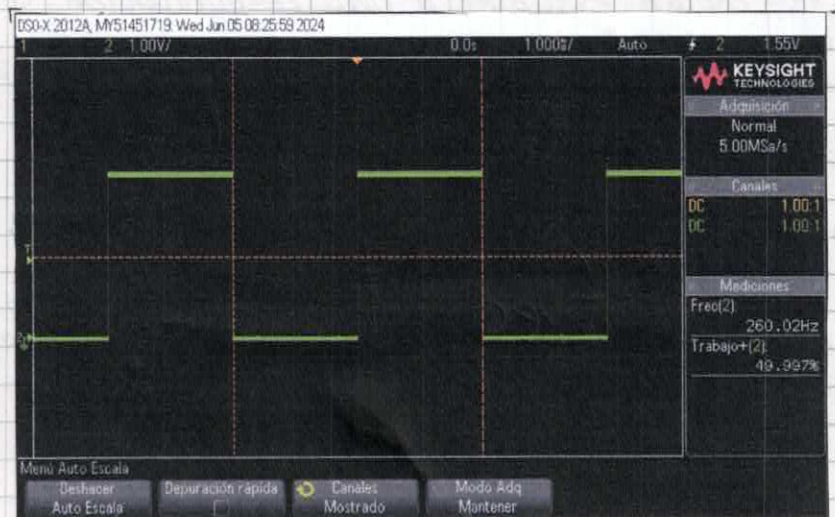 DSO-X 2012A, MY51451719: Wed Jun 05 08:25:59 2024
1 2 1.00V/ 0.0s 1.000s/ Auto 2 1.55V
KEYSIGHT
TECHNOLOGIES
Adquisición
Normal
5.00MSa/s
Canales
DC 1.00:1
DC 1.00:1
Mediciones
Frec(2):
260.02Hz
Trabajo+(2):
49.997%
T
2
Menú Auto Escala
Deshacer
Auto Escala
Depuración rápida
Canales
Mostrado
Modo Adq
Mantener